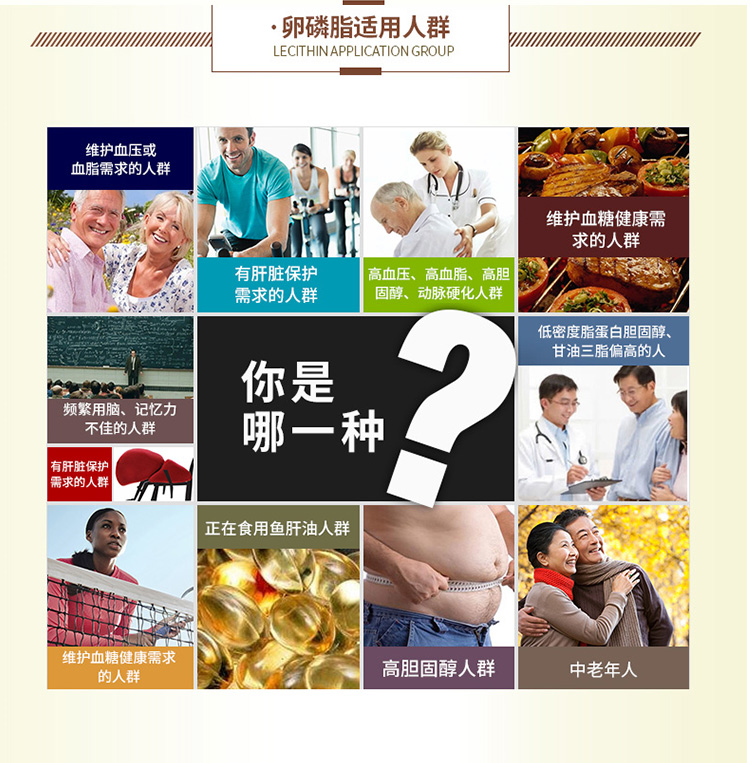 ·卵磷脂适用人群
LECITHIN APPLICATION GROUP
维护血压或
血脂需求的人群
有肝脏保护
需求的人群
高血压、高血脂、高胆
固醇、动脉硬化人群
维护血糖健康需
求的人群
频繁用脑、记忆力
不佳的人群
有肝脏保护
需求的人群
你是
哪一种
?
低密度脂蛋白胆固醇、
甘油三脂偏高的人
维护血糖健康需求
的人群
正在食用鱼肝油人群
高胆固醇人群
中老年人